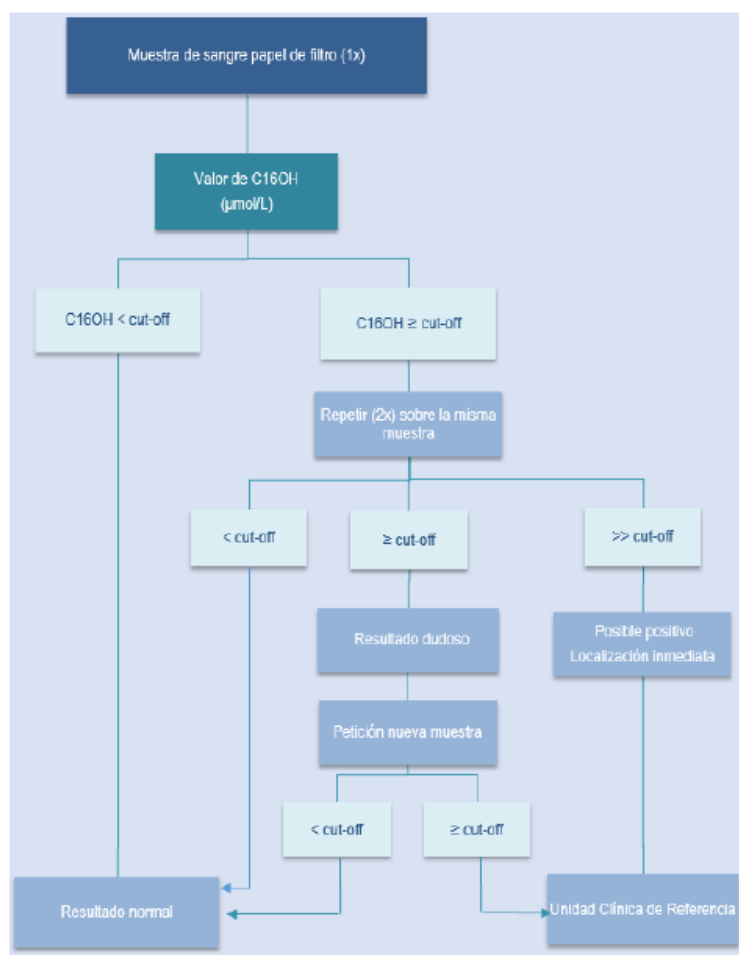 Muestra de sangre papel de filtro (1x)
Valor de C16OH
(µmol/L)
C16OH < cut-off
C16OH ≥ cut-off
Repetir (2x) sobre la misma
muestra
< cut-off
≥ cut-off
>> cut-off
Resultado dudoso
Posible positivo
Localización inmediata
Petición nueva muestra
< cut-off
≥ cut-off
Resultado normal
Unidad Clínica de Referencia